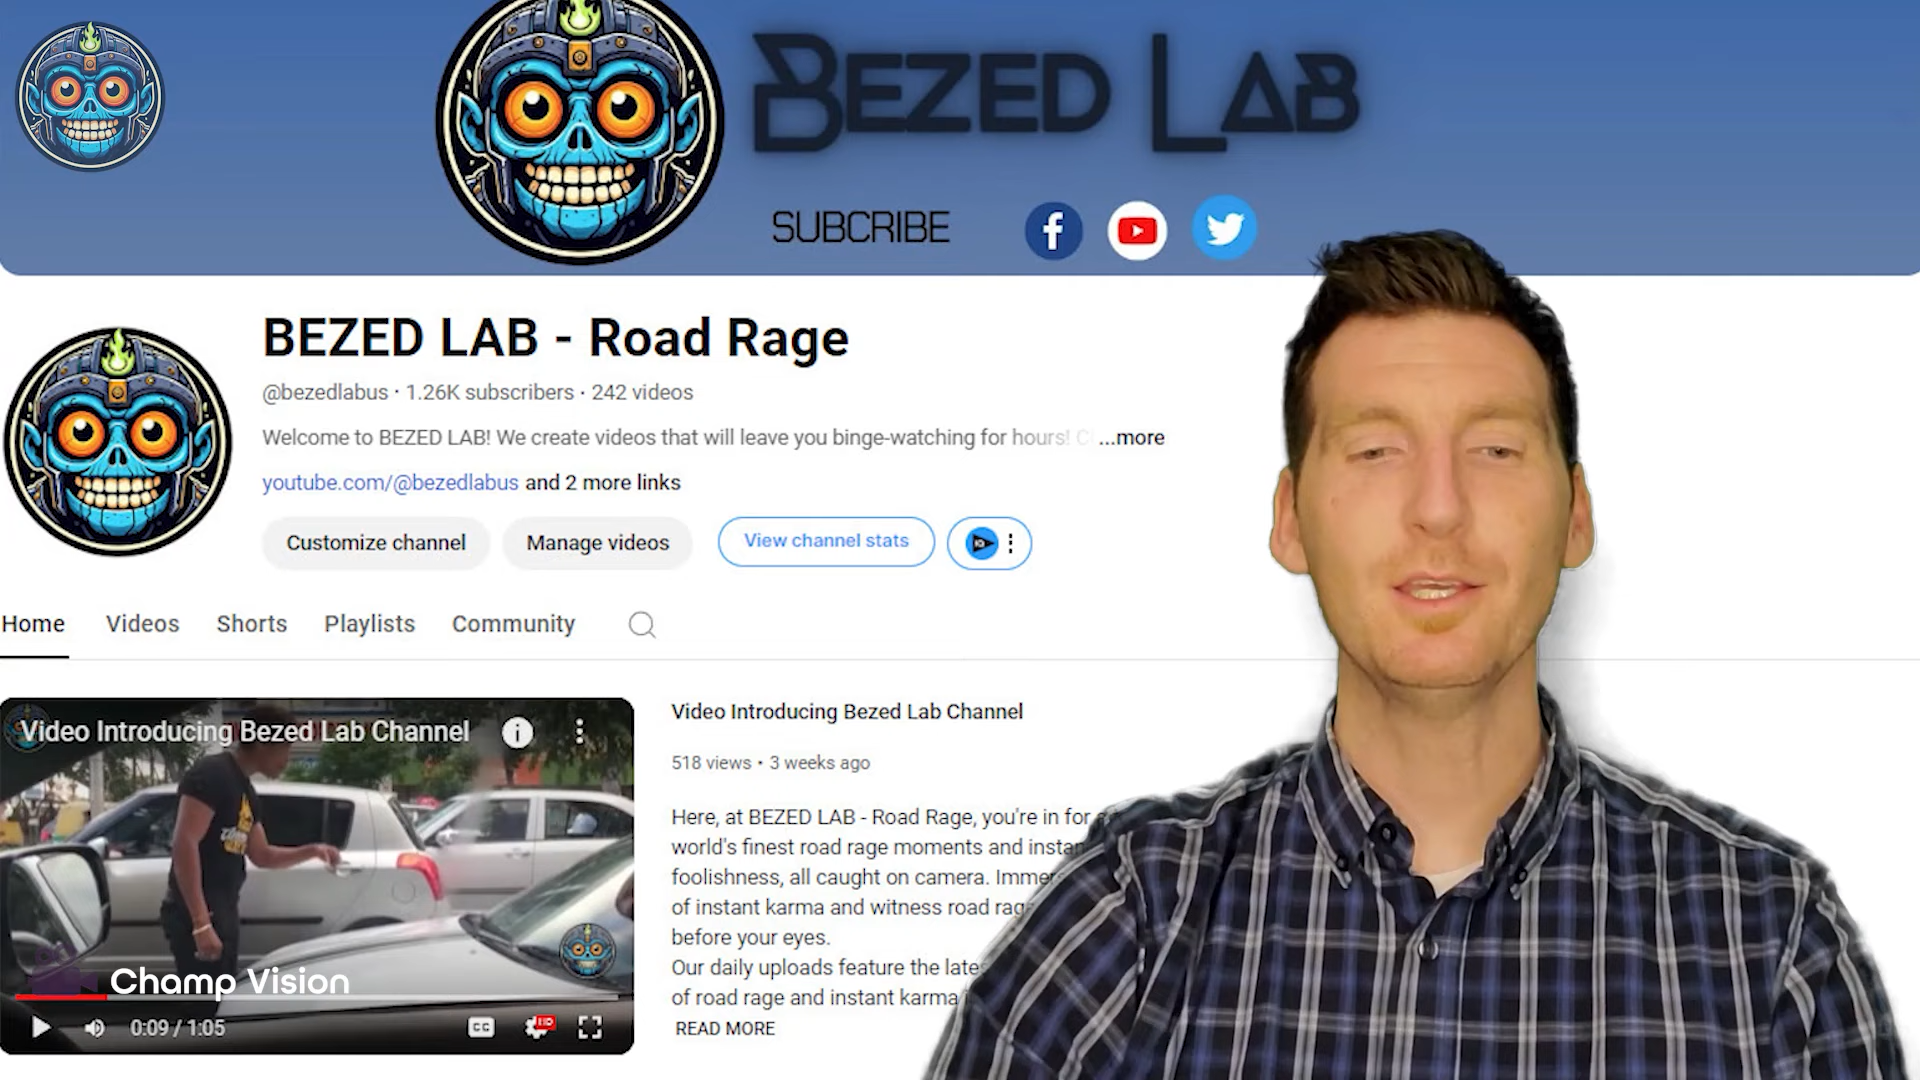 BEZED LAB
SUBCRIBE
BEZED LAB - Road Rage
@bezedlabus · 1.26K subscribers · 242 videos
Welcome to BEZED LAB! We create videos that will leave you binge-watching for hours! ...more
youtube.com/@bezedlabus and 2 more links
Customize channel
Manage videos
View channel stats
Home
Videos
Shorts
Playlists
Community
Video Introducing Bezed Lab Channel
Champ Vision
0:09 / 1:05
CC
HD
Video Introducing Bezed Lab Channel
518 views • 3 weeks ago
Here, at BEZED LAB - Road Rage, you're in for
world's finest road rage moments and
foolishness, all caught on camera.
of instant karma and witness road
before your eyes.
Our daily uploads feature the
of road rage and instant karma
READ MORE